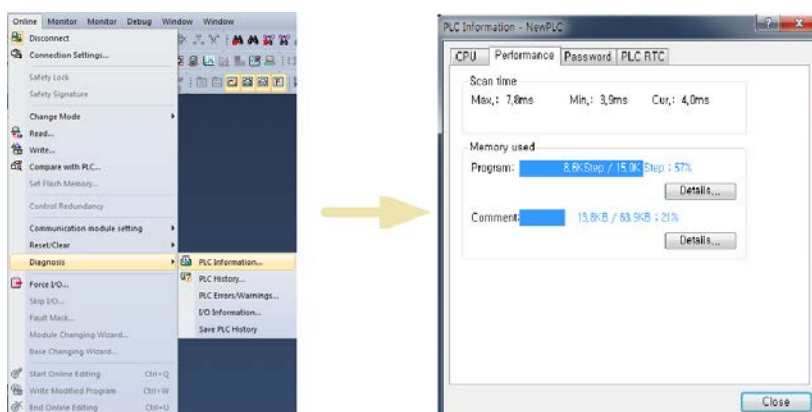 Online Monitor Monitor Debug Window Window
Disconnect
Connection Settings...
Safety Lock
Safety Signature
Change Mode
Read...
Write...
Compare with PLC...
Set Flash Memory...
Control Redundancy
Communication module setting
Reset/Clear
Diagnosis
Force I/O...
Skip I/O...
Fault Mask...
Module Changing Wizard...
Base Changing Wizard...
Start Online Editing Ctrl+Q
Write Modified Program Ctrl+W
End Online Editing Ctrl+U
PLC Information...
PLC History...
PLC Errors/Warnings...
I/O Information...
Save PLC History
PLC Information - NewPLC
CPU Performance Password PLC RTC
Scan time
Max,: 7,8ms Min,: 3,9ms Cur,: 4,0ms
Memory used
Program: 8,6KStep / 15,0KStep : 57%
Details,,,
Comment: 13,8KB / 63,9KB : 21%
Details,,,
Close